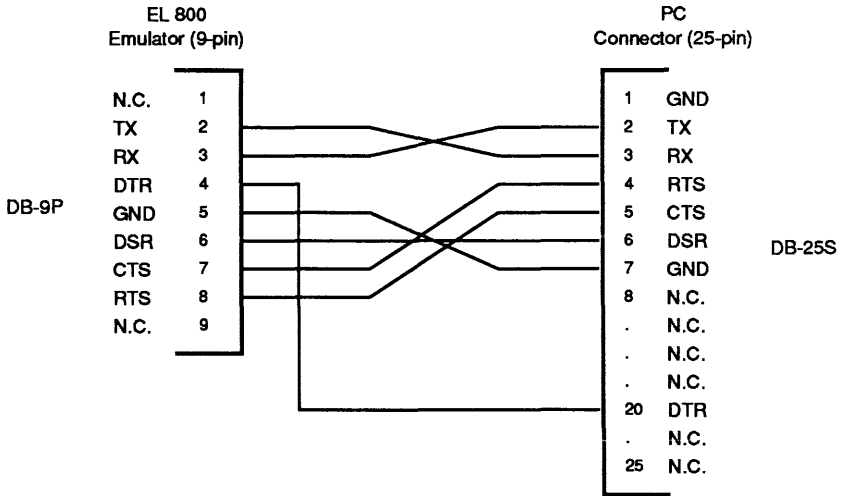 EL 800
Emulator (9-pin)
N.C. 1
TX 2
RX 3
DTR 4
GND 5
DSR 6
CTS 7
RTS 8
N.C. 9
DB-9P
PC
Connector (25-pin)
1 GND
2 TX
3 RX
4 RTS
5 CTS
6 DSR
7 GND
8 N.C.
. N.C.
. N.C.
. N.C.
20 DTR
. N.C.
25 N.C.
DB-25S